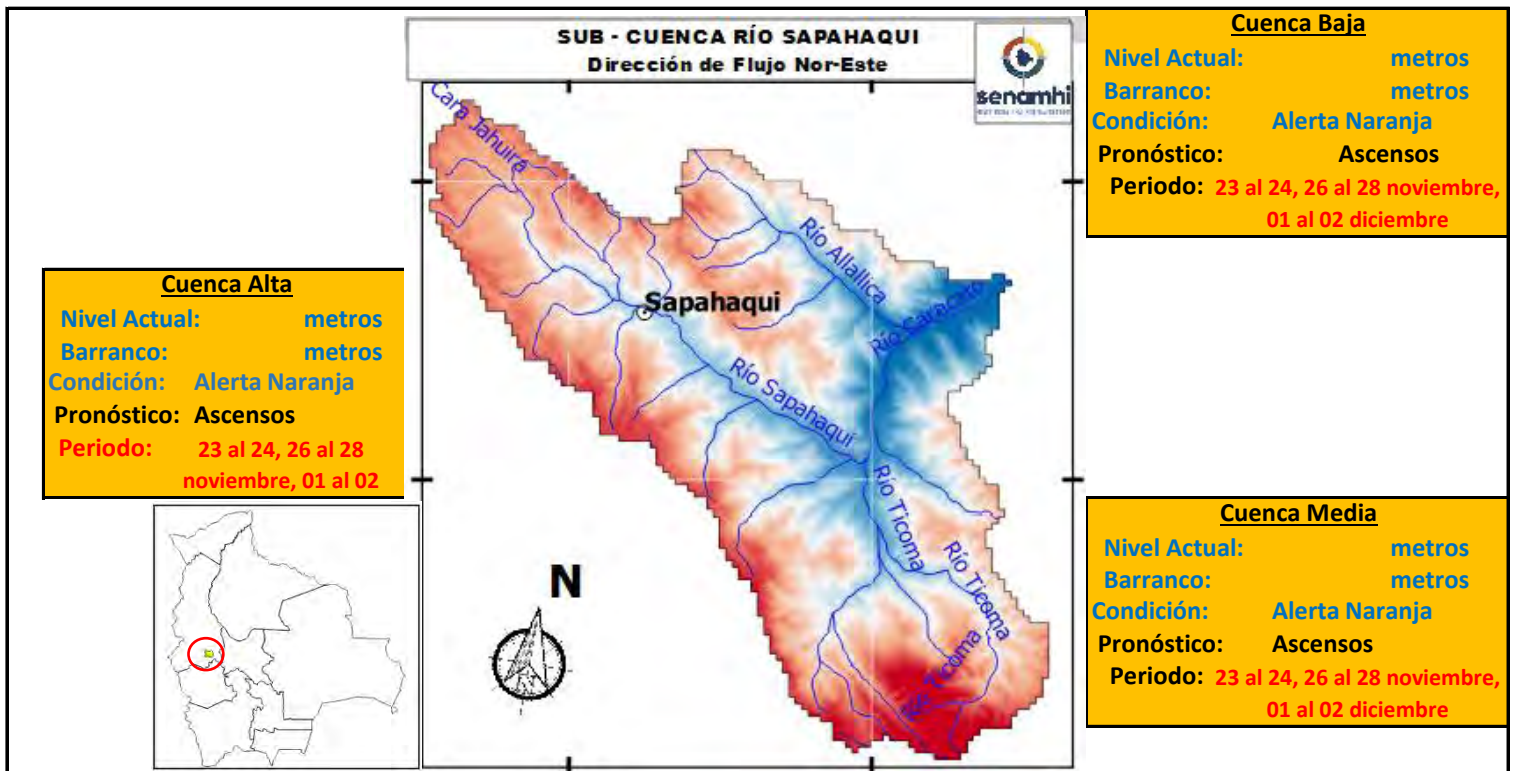 SUB - CUENCA RÍO SAPAHAQUI
Dirección de Flujo Nor-Este
senamhi
Cuenca Baja
Nivel Actual: metros
Barranco: metros
Condición: Alerta Naranja
Pronóstico: Ascensos
Periodo: 23 al 24, 26 al 28 noviembre,
01 al 02 diciembre
Cuenca Alta
Nivel Actual: metros
Barranco: metros
Condición: Alerta Naranja
Pronóstico: Ascensos
Periodo: 23 al 24, 26 al 28
noviembre, 01 al 02
Cara Jahuira
Río Allallica
Río Caracato
Sapahaqui
Río Sapahaqui
Río Ticoma
Río Ticoma
Río Ticoma
N
Cuenca Media
Nivel Actual: metros
Barranco: metros
Condición: Alerta Naranja
Pronóstico: Ascensos
Periodo: 23 al 24, 26 al 28 noviembre,
01 al 02 diciembre